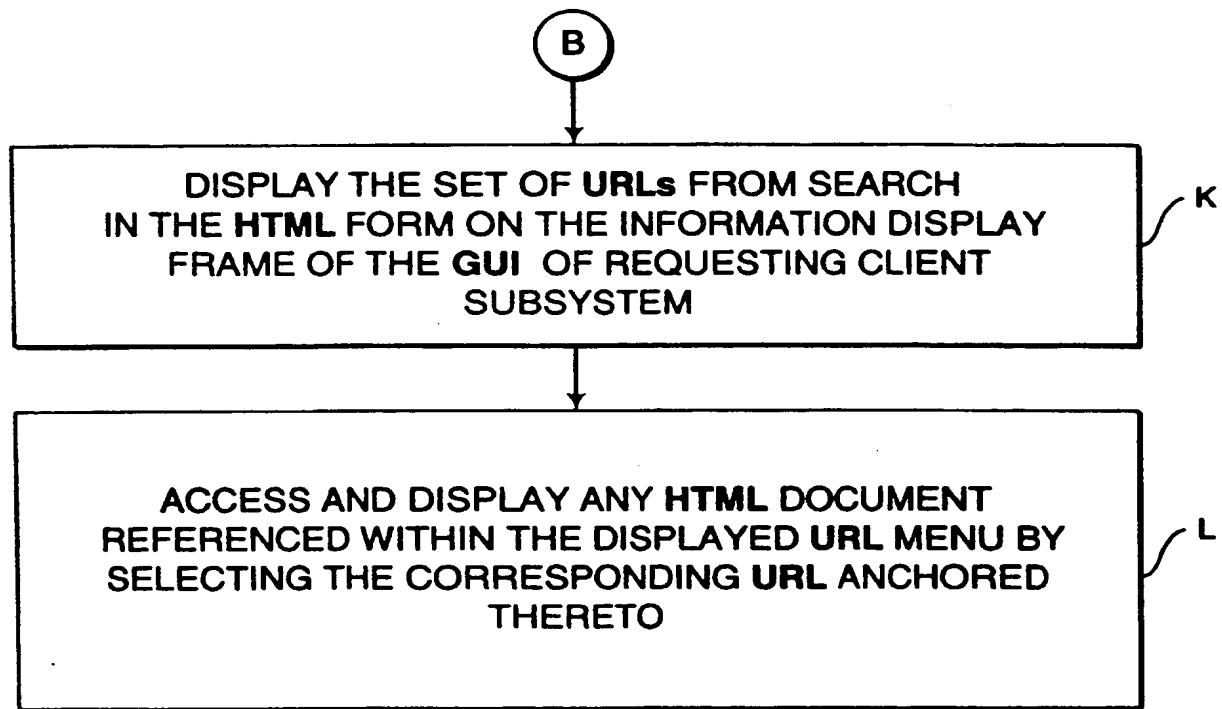 B
DISPLAY THE SET OF URLs FROM SEARCH
IN THE HTML FORM ON THE INFORMATION DISPLAY
FRAME OF THE GUI OF REQUESTING CLIENT
SUBSYSTEM
K
ACCESS AND DISPLAY ANY HTML DOCUMENT
REFERENCED WITHIN THE DISPLAYED URL MENU BY
SELECTING THE CORRESPONDING URL ANCHORED
THERETO
L